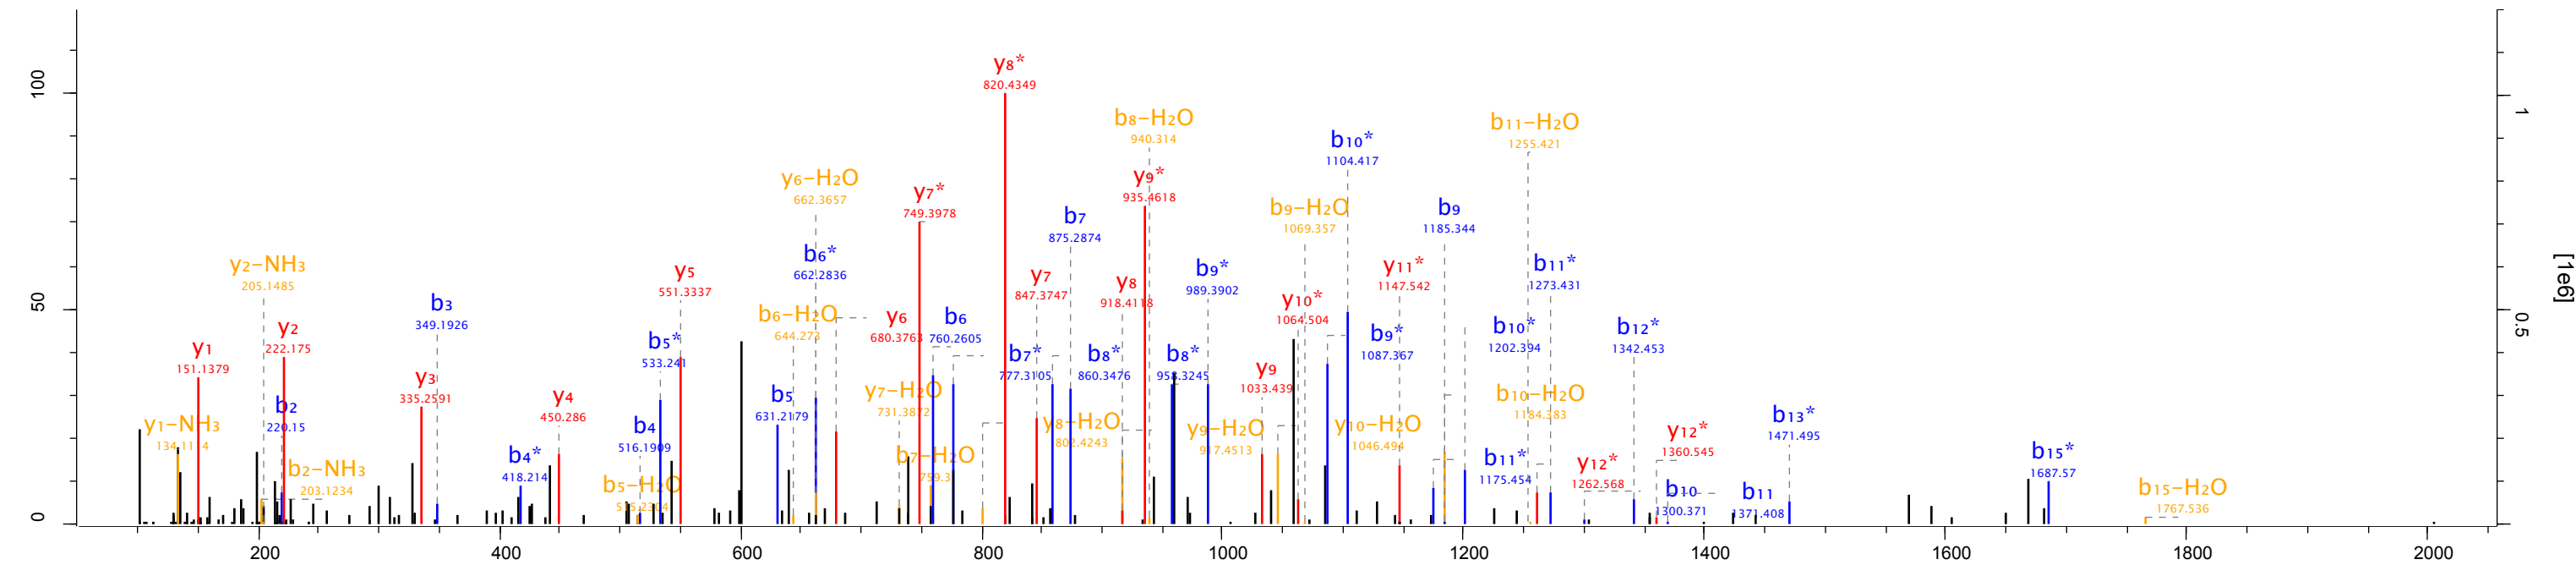 y₈*
820.4349
b₈−H₂O
940.314
b₁₁−H₂O
1255.421
b₁₀*
1104.417
y₆−H₂O
662.3657
y₉*
935.4618
y₇*
749.3978
b₇
875.2874
b₉−H₂O
1069.357
b₉
1185.344
y₂−NH₃
205.1485
y₅
551.3337
b₆*
662.2836
y₇
847.3747
y₈
918.4118
b₉*
989.3902
y₁₁*
1147.542
b₁₁*
1273.431
b₃
349.1926
b₆−H₂O
644.273
y₆
680.3763
b₆
760.2605
y₁₀*
1064.504
b₁₀*
1202.394
b₁₂*
1342.453
y₁
151.1379
y₂
222.175
b₅*
533.241
b₇*
777.3105
b₈*
860.3476
b₈*
958.3245
b₉*
1087.367
y₃
335.2591
y₄
450.286
b₅
631.2179
y₇−H₂O
731.3872
y₉
1033.439
b₁₀−H₂O
1184.383
b₂
220.15
y₁−NH₃
b₄
516.1909
y₈−H₂O
802.4243
y₉−H₂O
917.4513
y₁₀−H₂O
1046.494
y₁₂*
1360.545
b₁₃*
1471.495
b₂−NH₃
203.1234
b₄*
418.214
b₅−H₂O
b₇−H₂O
b₁₁*
1175.454
y₁₂*
1262.568
b₁₀
1300.371
b₁₁
1371.408
b₁₅*
1687.57
b₁₅−H₂O
1767.536
100
50
0
1
0.5
[1e6]
200
400
600
800
1000
1200
1400
1600
1800
2000